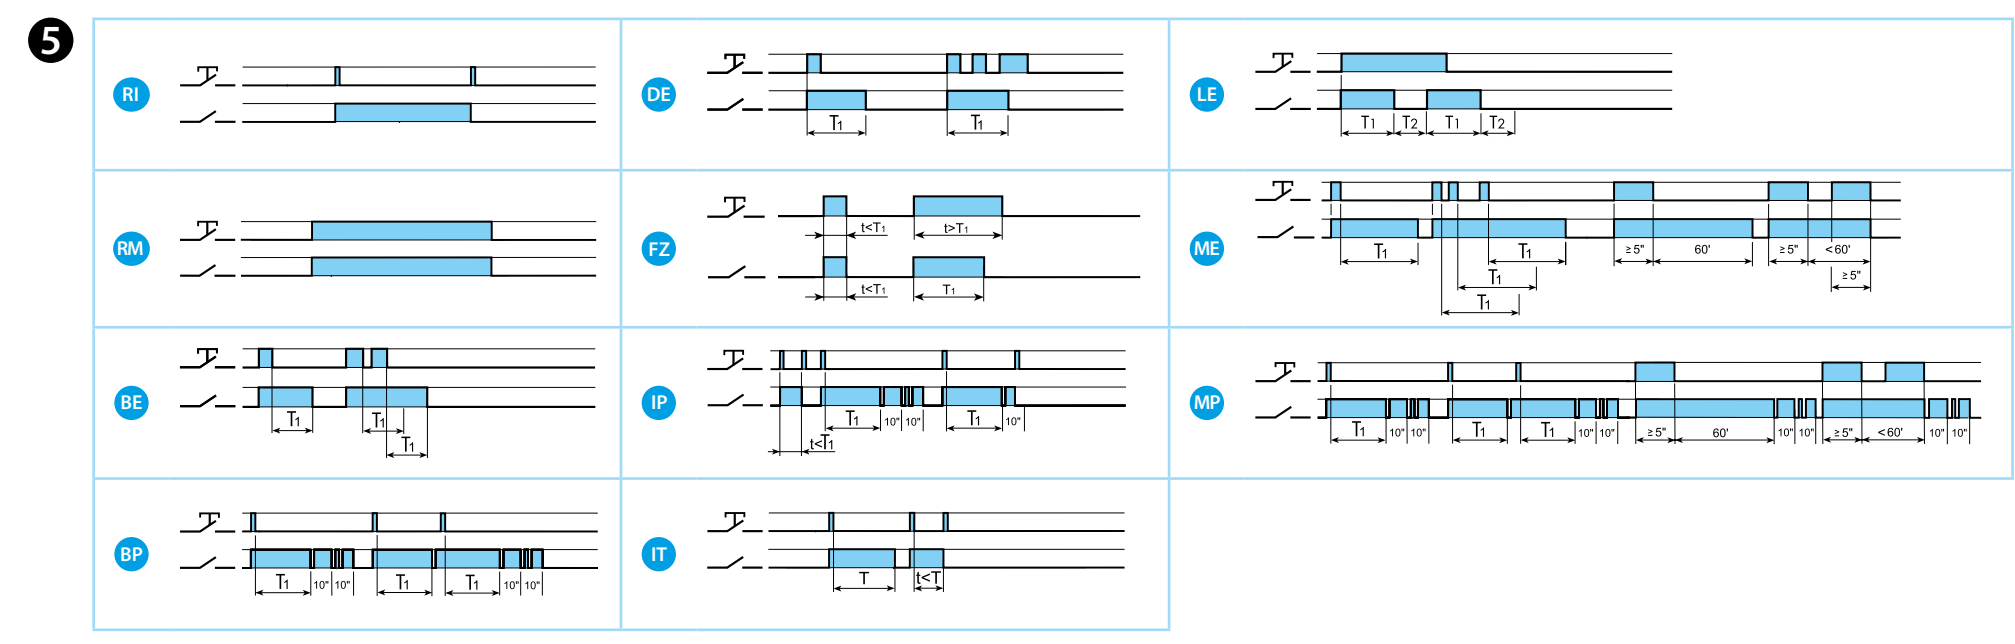 5
RI
DE
T1 T1
LE
T1 T2 T1 T2
RM
FZ
t<T1 t>T1
t<T1 T1
ME
T1 T1 ≥5" 60' ≥5" <60'
T1 ≥5"
T1
BE
T1 T1
T1
IP
T1 10" 10" T1 10"
t<T1
MP
T1 10" 10" T1 T1 10" 10" ≥5" 60' 10" 10" ≥5" <60' 10" 10"
BP
T1 10" 10" T1 T1 10" 10"
IT
T t<T